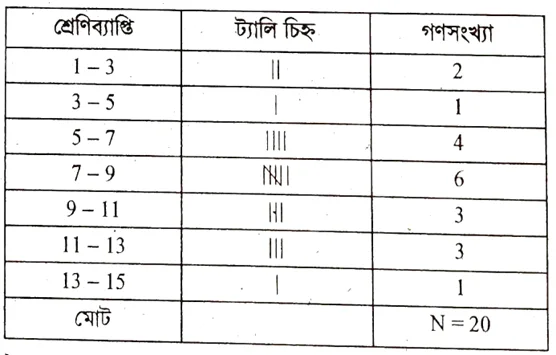 শ্রেণিব্যাপ্তি ট্যালি চিহ্ন গণসংখ্যা
1 – 3 || 2
3 – 5 | 1
5 – 7 |||| 4
7 – 9 𝍸| 6
9 – 11 ||| 3
11 – 13 ||| 3
13 – 15 | 1
মোট N = 20